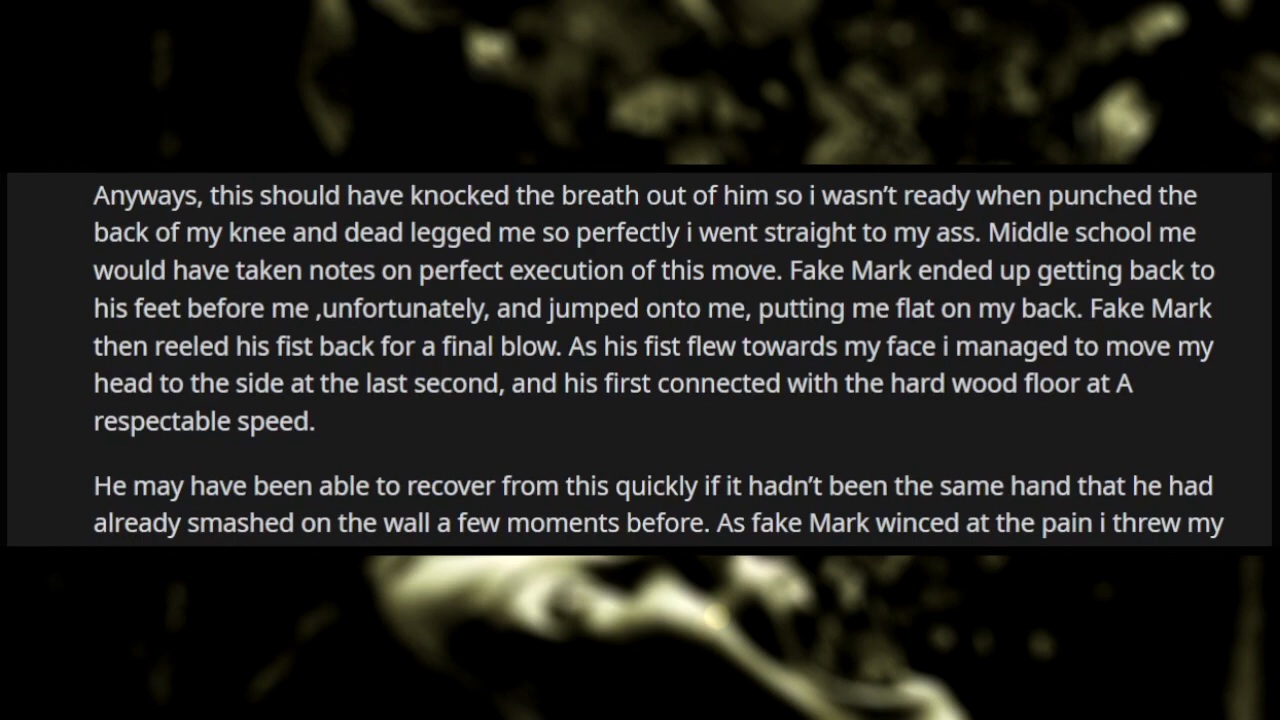 Anyways, this should have knocked the breath out of him so i wasn’t ready when punched the
back of my knee and dead legged me so perfectly i went straight to my ass. Middle school me
would have taken notes on perfect execution of this move. Fake Mark ended up getting back to
his feet before me ,unfortunately, and jumped onto me, putting me flat on my back. Fake Mark
then reeled his fist back for a final blow. As his fist flew towards my face i managed to move my
head to the side at the last second, and his first connected with the hard wood floor at A
respectable speed.
He may have been able to recover from this quickly if it hadn’t been the same hand that he had
already smashed on the wall a few moments before. As fake Mark winced at the pain i threw my